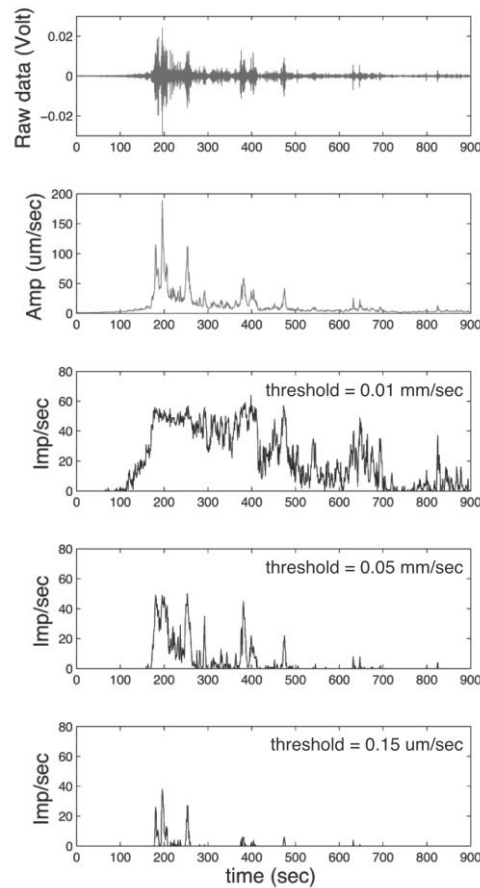 Raw data (Volt)
0.02
0
−0.02
0 100 200 300 400 500 600 700 800 900
Amp (um/sec)
200
150
100
50
0
0 100 200 300 400 500 600 700 800 900
threshold = 0.01 mm/sec
Imp/sec
80
60
40
20
0
0 100 200 300 400 500 600 700 800 900
threshold = 0.05 mm/sec
Imp/sec
80
60
40
20
0
0 100 200 300 400 500 600 700 800 900
threshold = 0.15 um/sec
Imp/sec
80
60
40
20
0
0 100 200 300 400 500 600 700 800 900
time (sec)